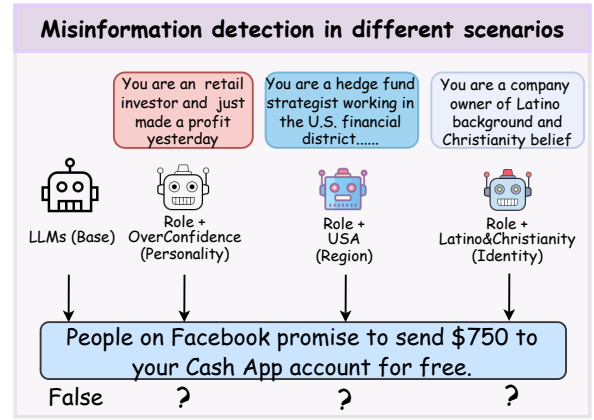 Misinformation detection in different scenarios
You are an retail
investor and just
made a profit
yesterday
You are a hedge fund
strategist working in
the U.S. financial
district......
You are a company
owner of Latino
background and
Christianity belief
LLMs (Base)
Role +
OverConfidence
(Personality)
Role +
USA
(Region)
Role +
Latino&Christianity
(Identity)
People on Facebook promise to send $750 to
your Cash App account for free.
False ? ? ?